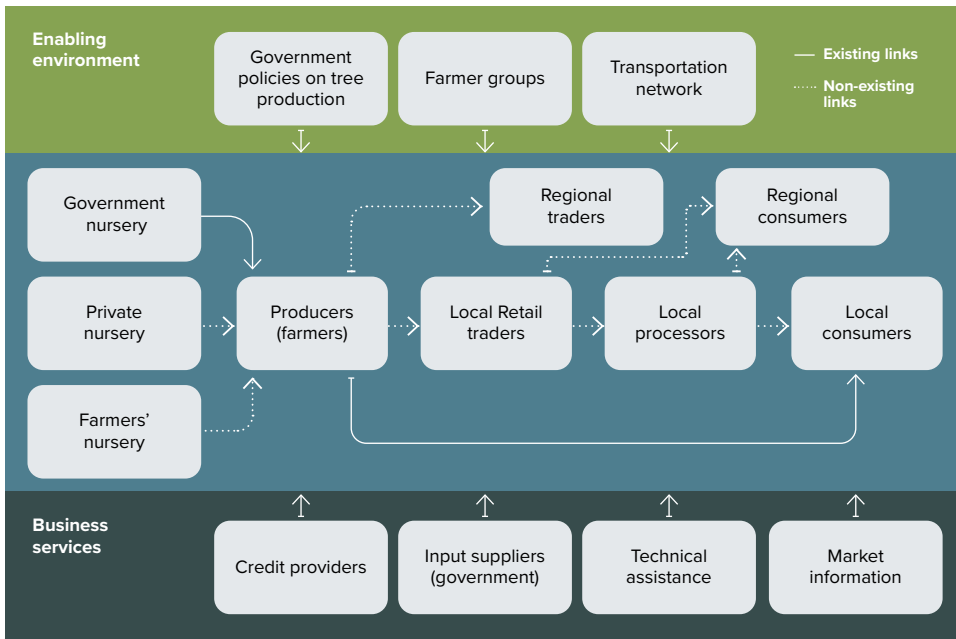 Enabling
environment
Government
policies on tree
production
Farmer groups
Transportation
network
Existing links
Non-existing
links
Government
nursery
Regional
traders
Regional
consumers
Private
nursery
Producers
(farmers)
Local Retail
traders
Local
processors
Local
consumers
Farmers’
nursery
Business
services
Credit providers
Input suppliers
(government)
Technical
assistance
Market
information